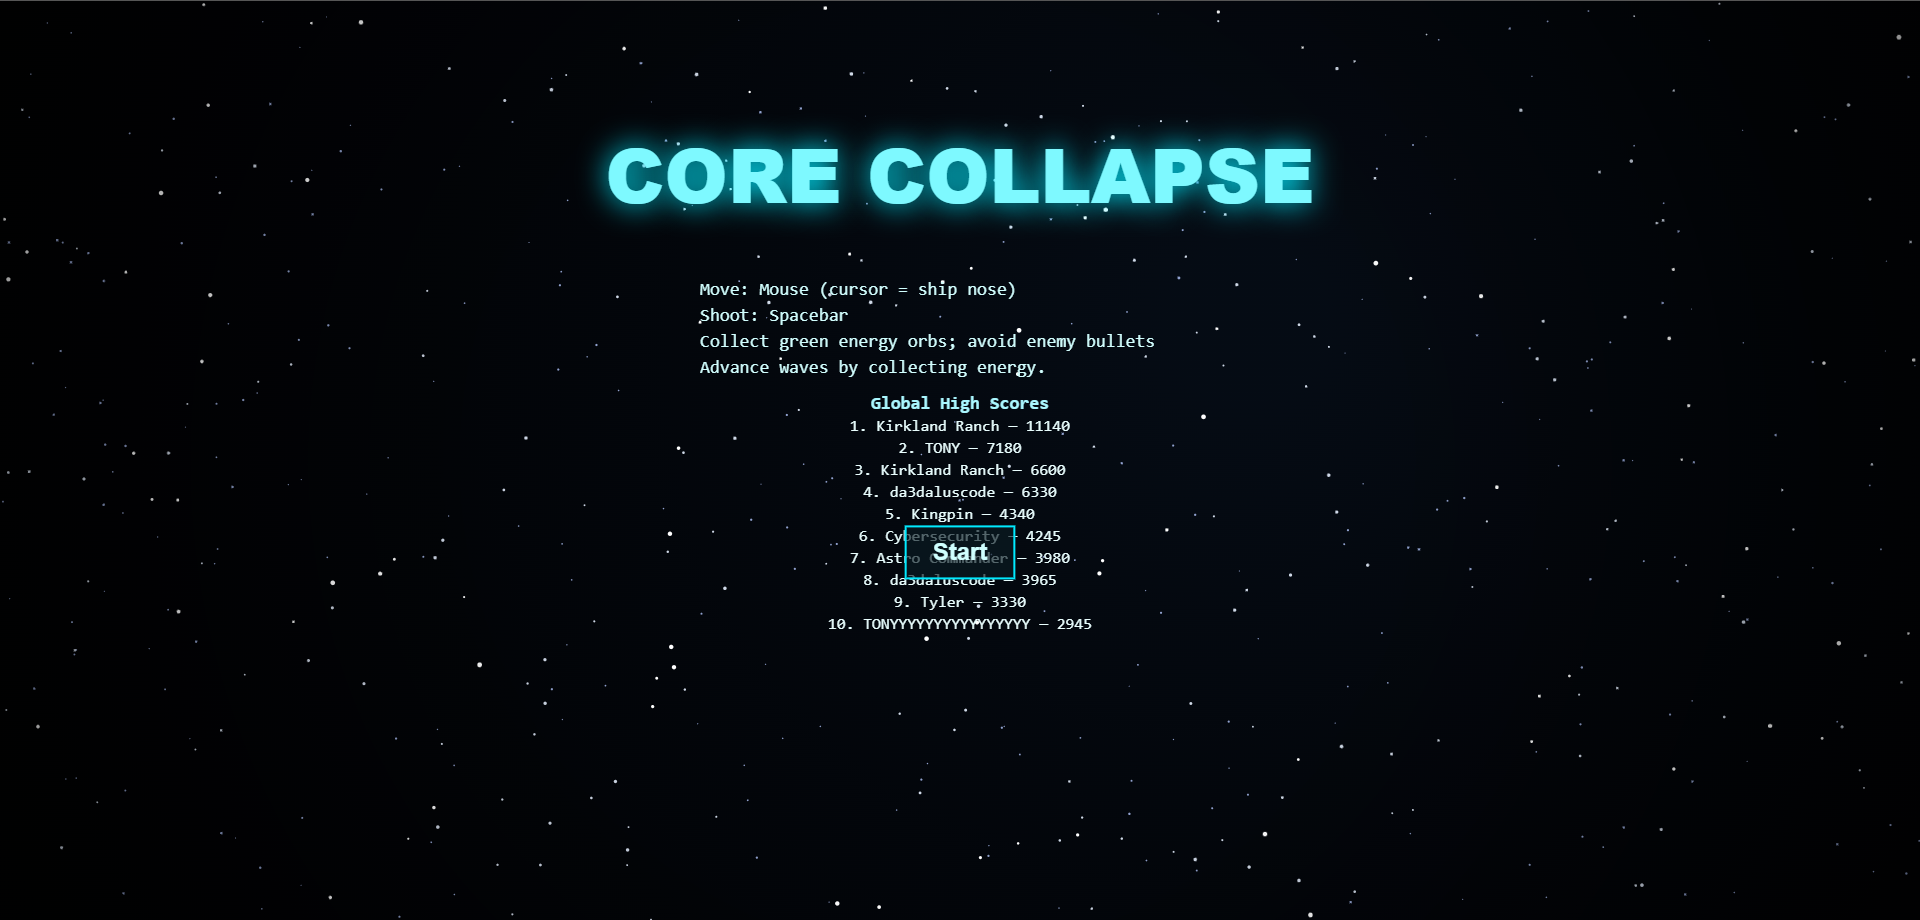 CORE COLLAPSE
Move: Mouse (cursor = ship nose)
Shoot: Spacebar
Collect green energy orbs; avoid enemy bullets
Advance waves by collecting energy.
Global High Scores
1. Kirkland Ranch — 11140
2. TONY — 7180
3. Kirkland Ranch — 6600
4. da3daluscode — 6330
5. Kingpin — 4340
6. Cybersecurity — 4245
7. Astro Commander — 3980
Start
8. da3daluscode — 3965
9. Tyler — 3330
10. TONYYYYYYYYYYYYYYYY — 2945